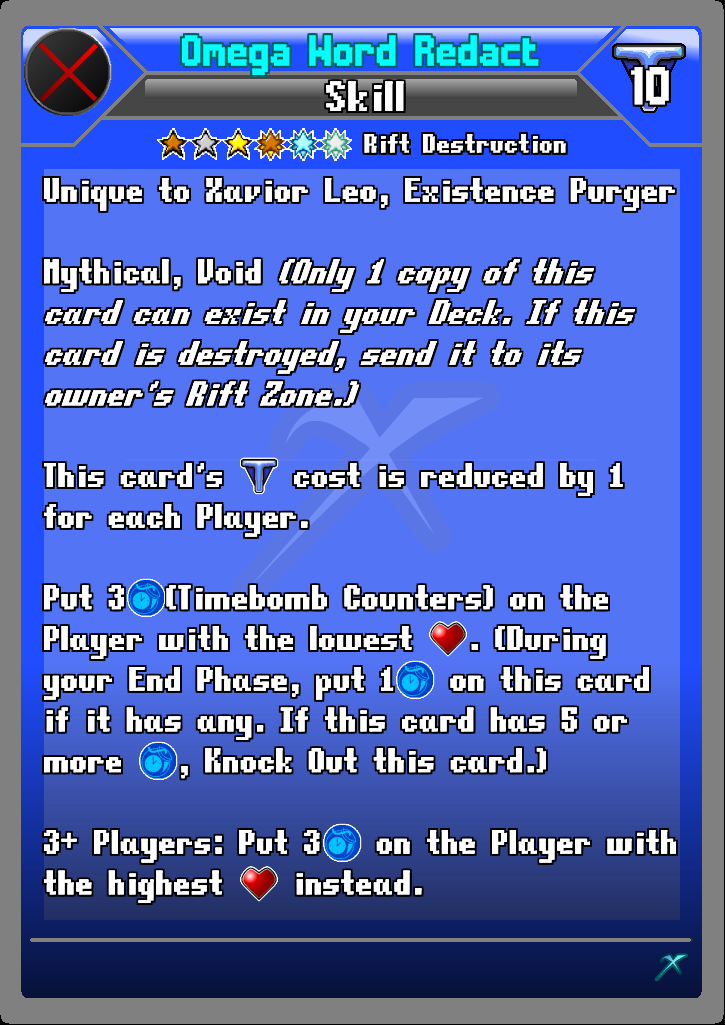 Omega Word Redact
10
Skill
Rift Destruction
Unique to Xavior Leo, Existence Purger
Mythical, Void (Only 1 copy of this
card can exist in your Deck. If this
card is destroyed, send it to its
owner's Rift Zone.)
This card's T cost is reduced by 1
for each Player.
Put 3 (Timebomb Counters) on the
Player with the lowest . (During
your End Phase, put 1 on this card
if it has any. If this card has 5 or
more , Knock Out this card.)
3+ Players: Put 3 on the Player with
the highest instead.